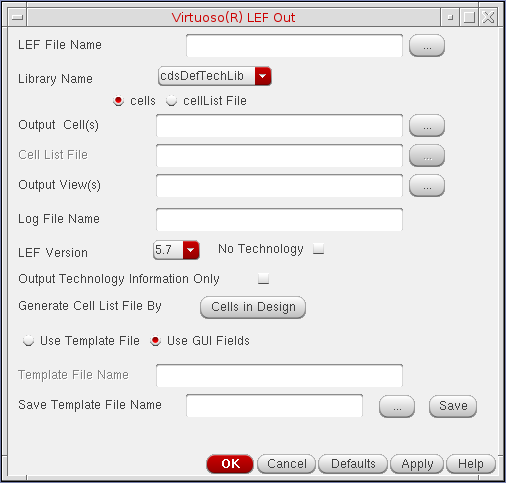 Virtuoso(R) LEF Out
LEF File Name ...
Library Name cdsDefTechLib
cells cellList File
Output Cell(s) ...
Cell List File ...
Output View(s) ...
Log File Name
LEF Version 5.7 No Technology
Output Technology Information Only
Generate Cell List File By Cells in Design
Use Template File Use GUI Fields
Template File Name
Save Template File Name ... Save
OK Cancel Defaults Apply Help